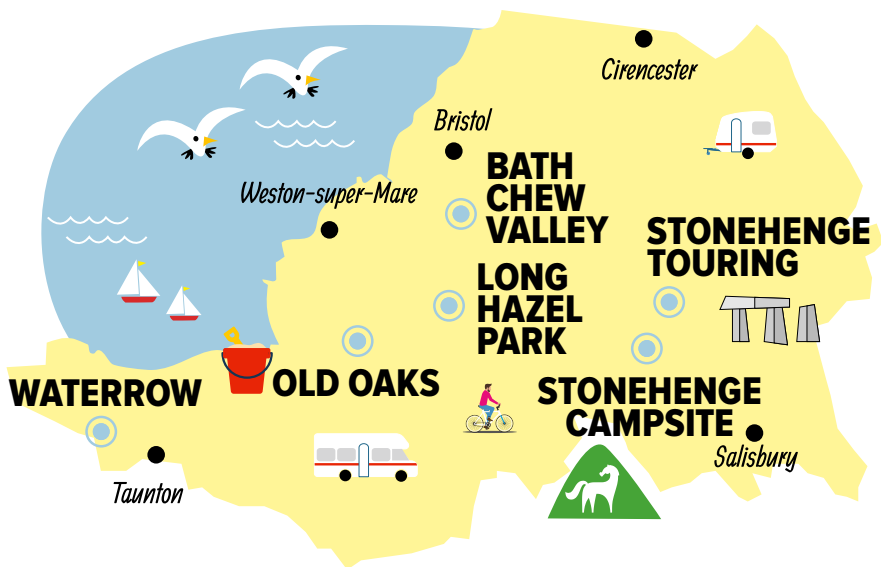 Cirencester
Bristol
BATH
CHEW
VALLEY
Weston-super-Mare
STONEHENGE
TOURING
LONG
HAZEL
PARK
WATERROW
OLD OAKS
STONEHENGE
CAMPSITE
Salisbury
Taunton